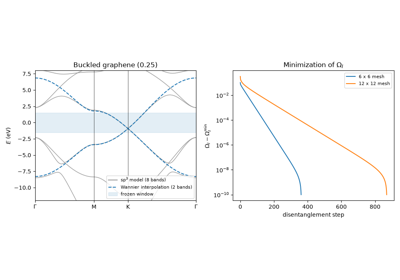 Buckled graphene (0.25)
E (eV)
7.5
5.0
2.5
0.0
−2.5
−5.0
−7.5
−10.0
Γ M K Γ
sp³ model (8 bands)
Wannier interpolation (2 bands)
frozen window
Minimization of Ω_I
6 x 6 mesh
12 x 12 mesh
10⁻²
10⁻⁴
10⁻⁶
10⁻⁸
10⁻¹⁰
0 200 400 600 800
disentanglement step